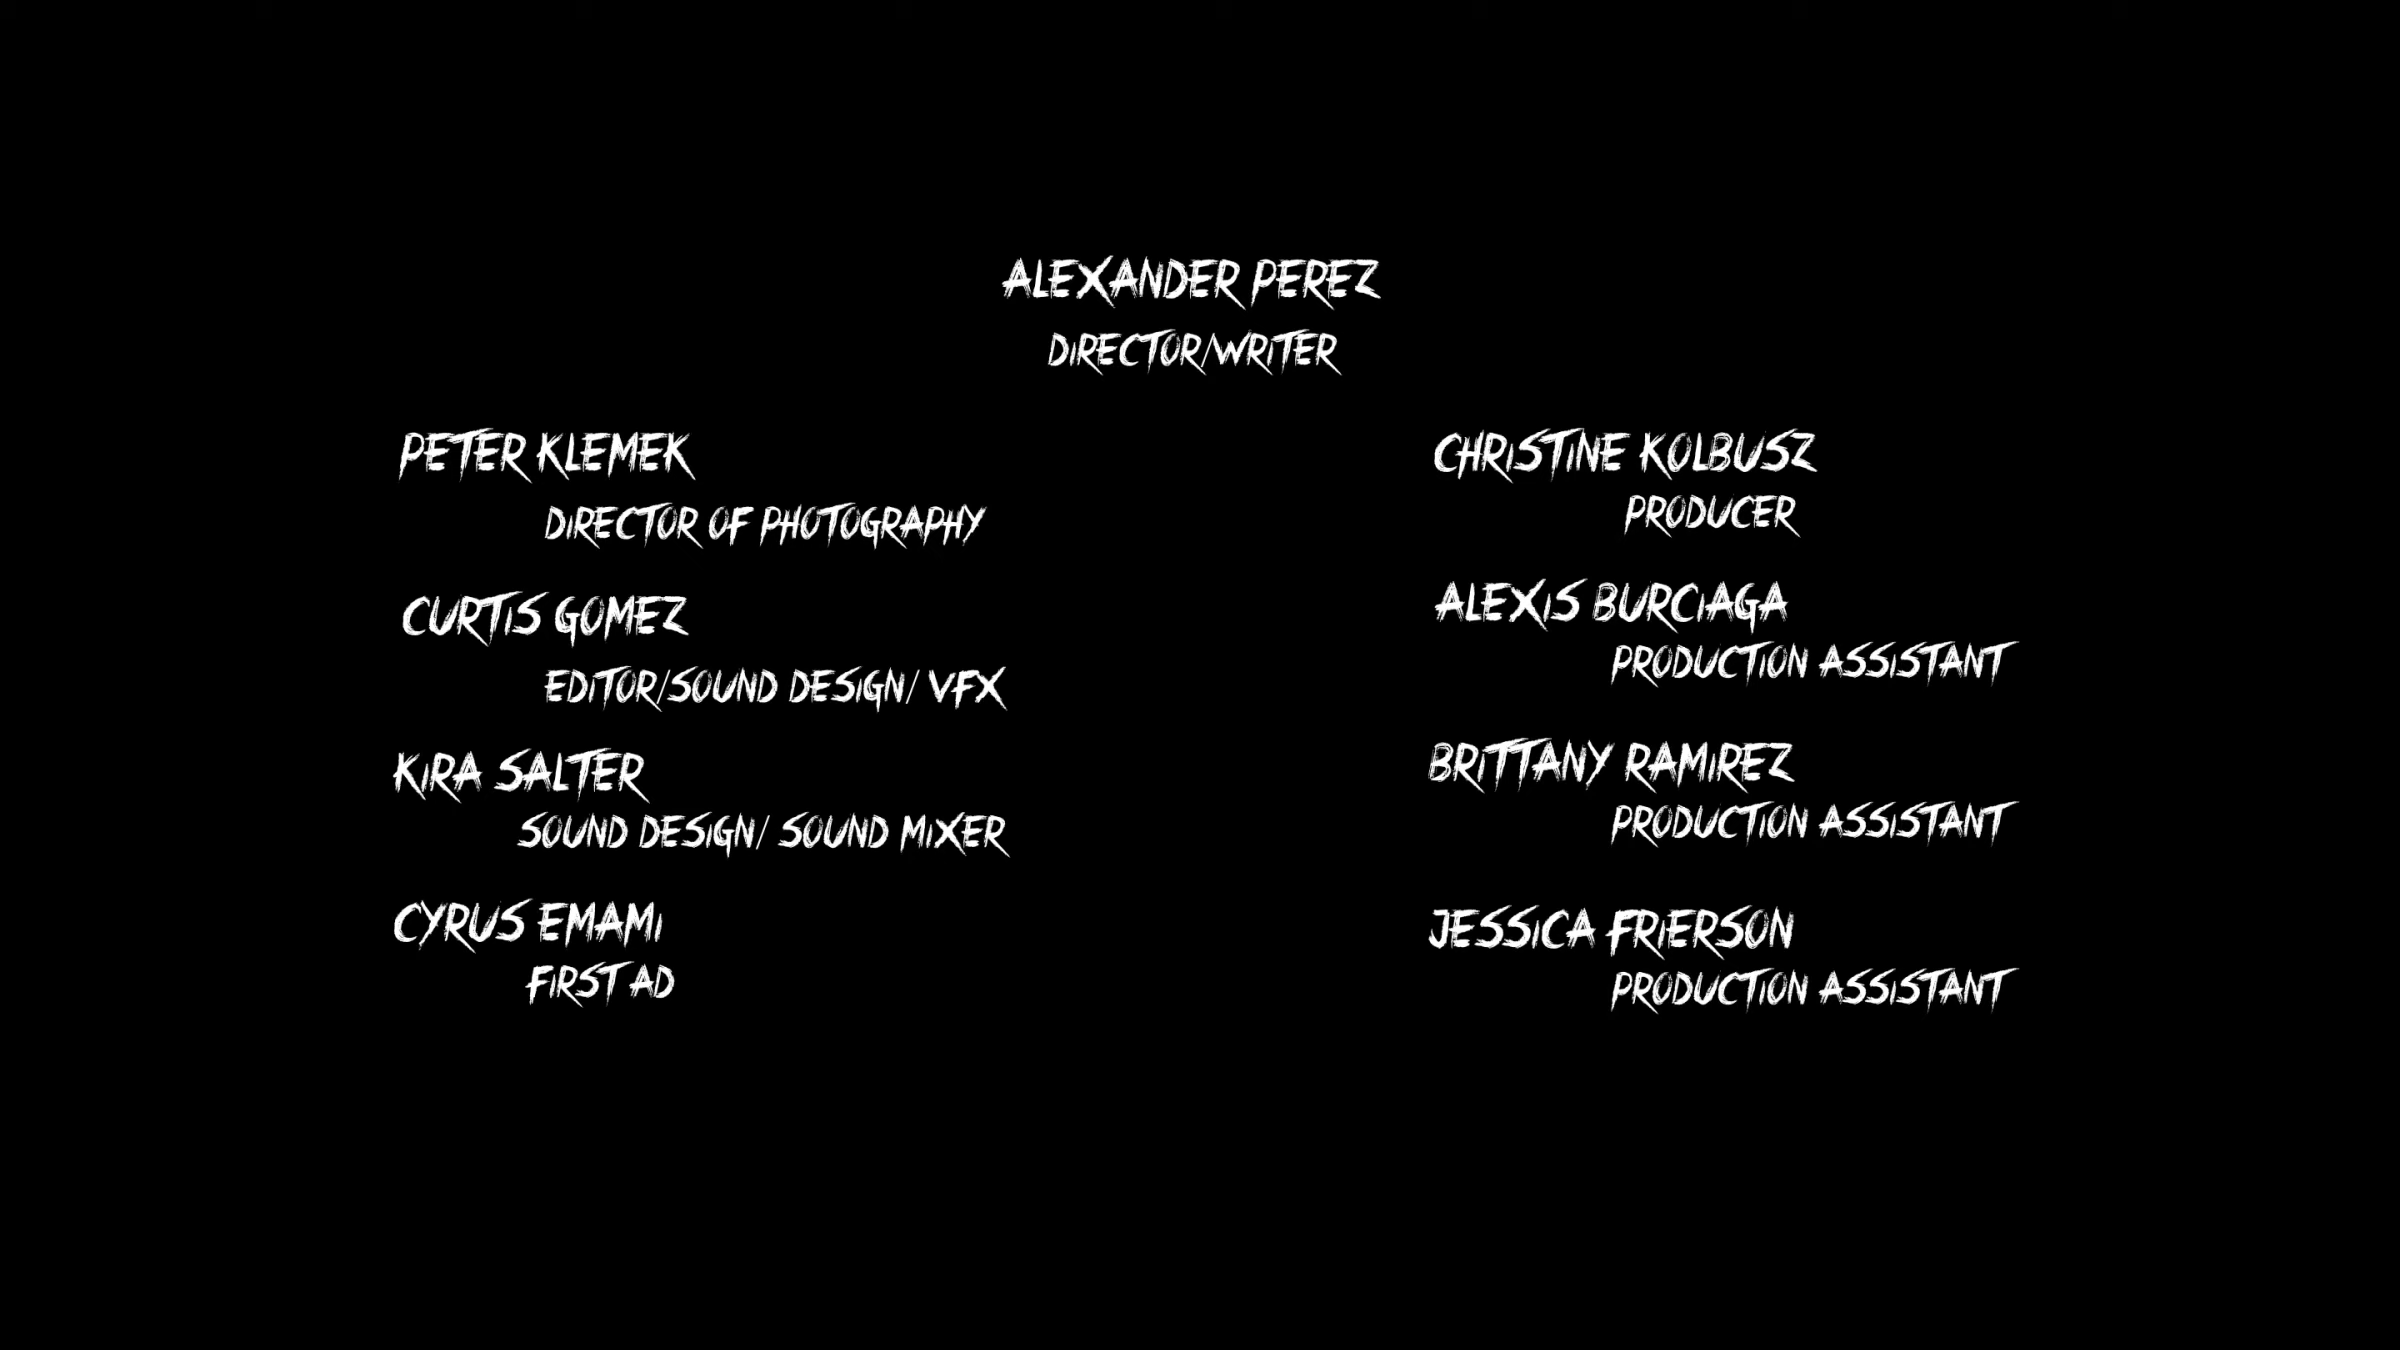 ALEXANDER PEREZ
DIRECTOR/WRITER
PETER KLEMEK
DIRECTOR OF PHOTOGRAPHY
CURTIS GOMEZ
EDITOR/SOUND DESIGN/ VFX
KIRA SALTER
SOUND DESIGN/ SOUND MIXER
CYRUS EMAMI
FIRST AD
CHRISTINE KOLBUSZ
PRODUCER
ALEXIS BURCIAGA
PRODUCTION ASSISTANT
BRITTANY RAMIREZ
PRODUCTION ASSISTANT
JESSICA FRIERSON
PRODUCTION ASSISTANT